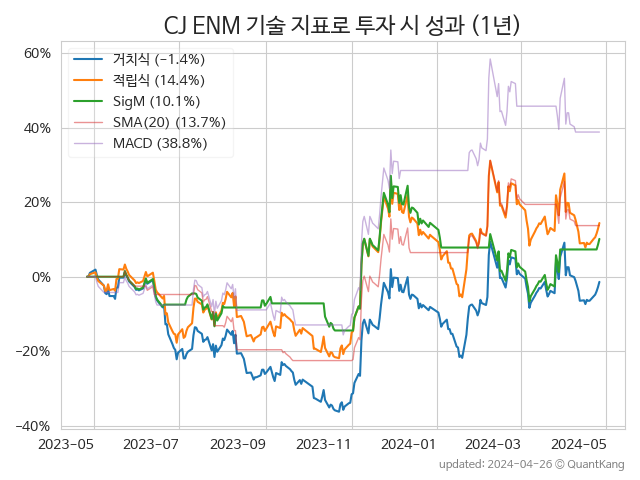 CJ ENM 기술 지표로 투자 시 성과 (1년)
60%
40%
20%
0%
−20%
−40%
거치식 (−1.4%)
적립식 (14.4%)
SigM (10.1%)
SMA(20) (13.7%)
MACD (38.8%)
2023-05
2023-07
2023-09
2023-11
2024-01
2024-03
2024-05
updated: 2024-04-26 © QuantKang